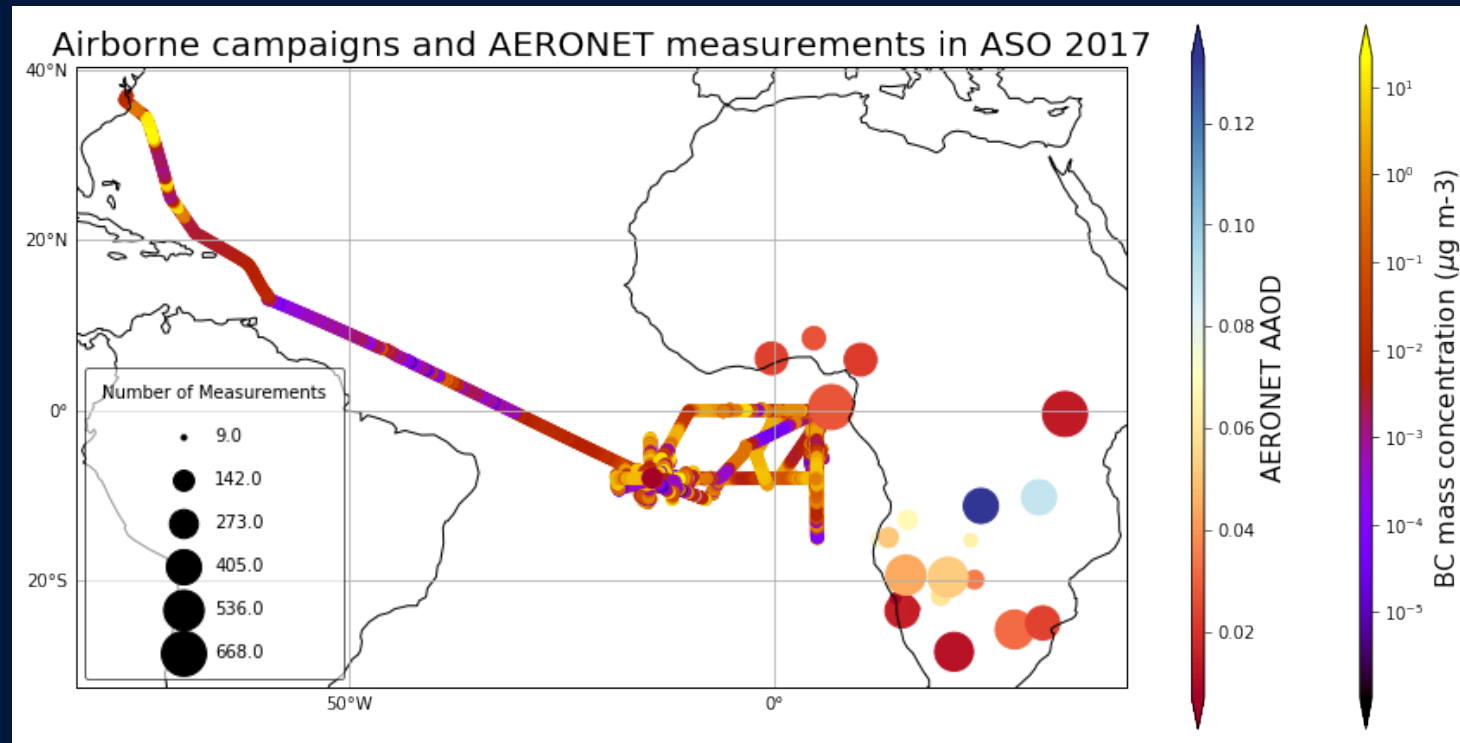 Airborne campaigns and AERONET measurements in ASO 2017
40°N
20°N
0°
20°S
50°W
0°
Number of Measurements
9.0
142.0
273.0
405.0
536.0
668.0
0.12
0.10
0.08
0.06
0.04
0.02
AERONET AAOD
10¹
10⁰
10⁻¹
10⁻²
10⁻³
10⁻⁴
10⁻⁵
BC mass concentration (μg m-3)